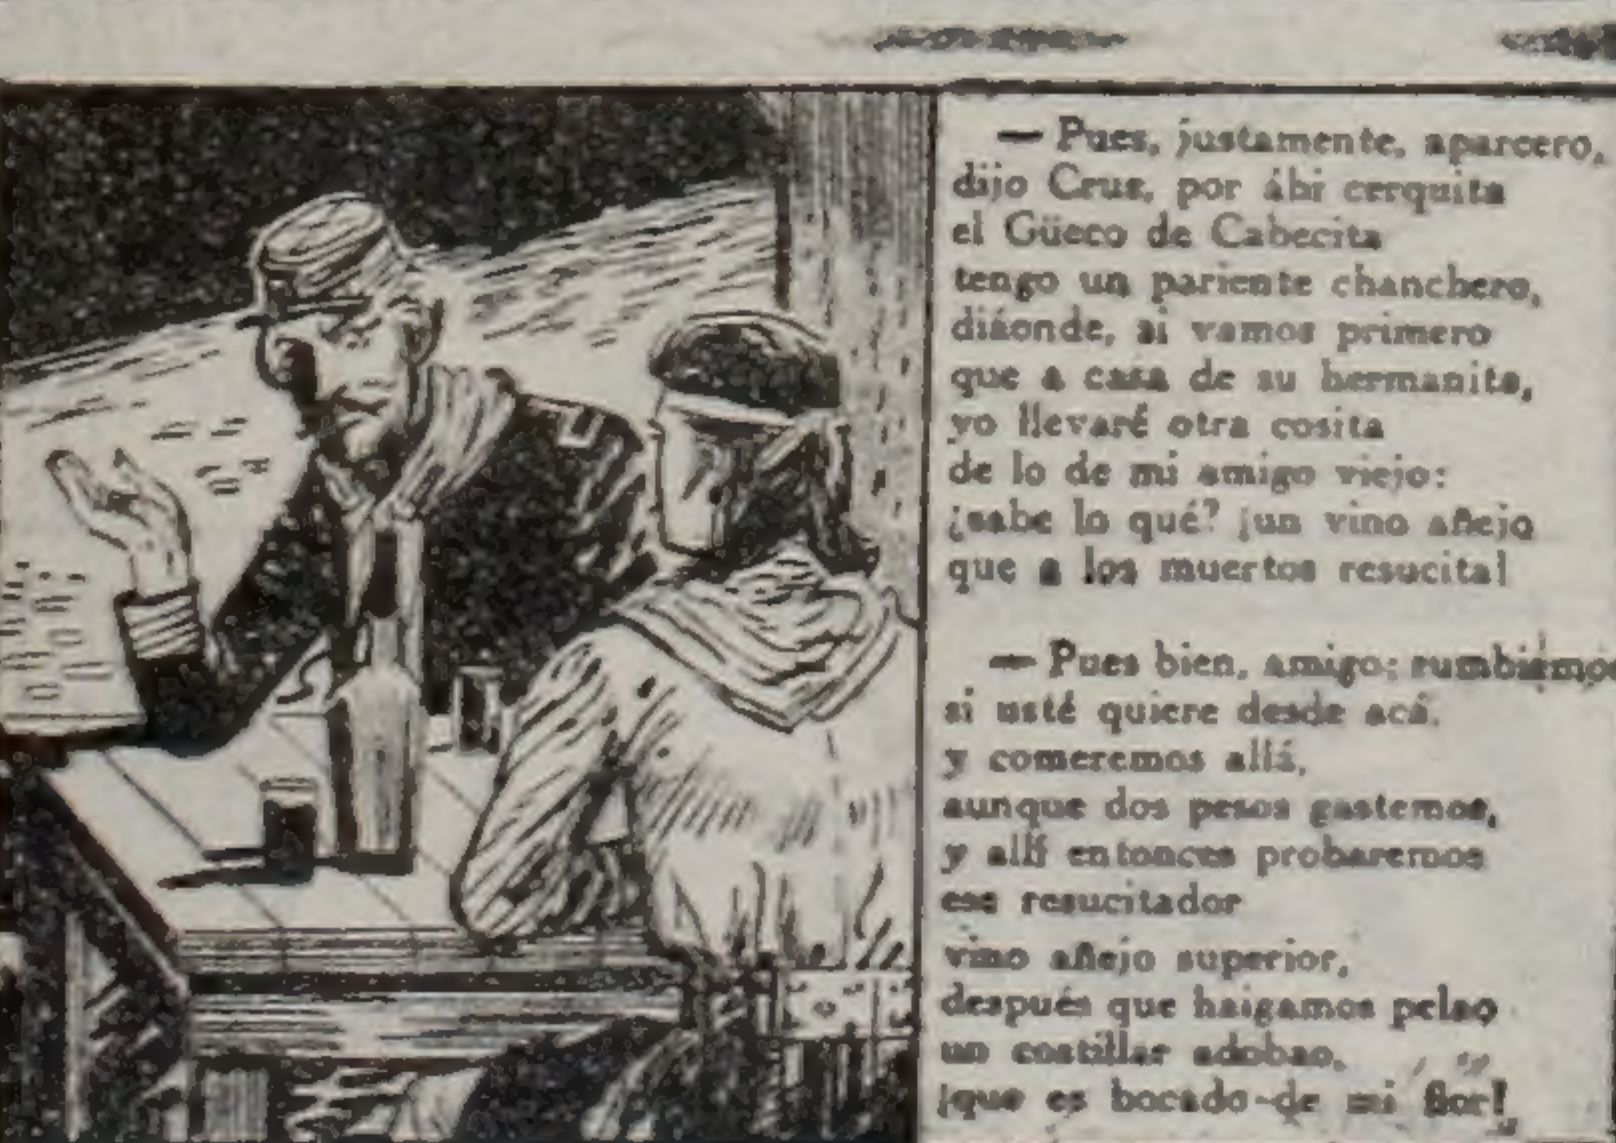 — Pues, justamente, aparcero,
dijo Crus, por ábi cerquita
el Güeco de Cabecita
tengo un pariente chanchero,
diáonde, si vamos primero
que a casa de su hermanita,
yo llevaré otra cosita
de lo de mi amigo viejo:
¿sabe lo qué? ¡un vino añejo
que a los muertos resucita!
— Pues bien, amigo; rumbiémos
si usté quiere desde acá,
y comeremos allá,
aunque dos pesos gastemos,
y allí entonces probaremos
ese resucitador
vino añejo superior,
después que haigamos pelao
un costillar adobao,
¡que es bocado-de mi flor!